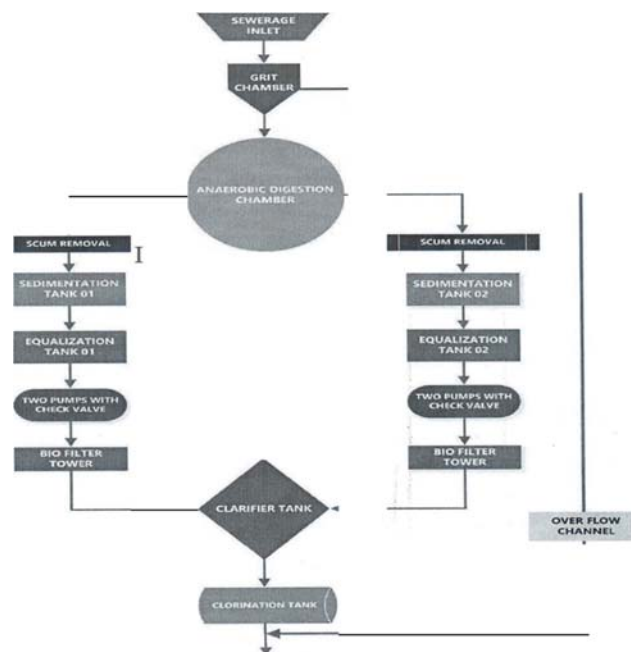 SEWERAGE
INLET
GRIT
CHAMBER
ANAEROBIC DIGESTION
CHAMBER
SCUM REMOVAL
SEDIMENTATION
TANK 01
EQUALIZATION
TANK 01
TWO PUMPS WITH
CHECK VALVE
BIO FILTER
TOWER
SCUM REMOVAL
SEDIMENTATION
TANK 02
EQUALIZATION
TANK 02
TWO PUMPS WITH
CHECK VALVE
BIO FILTER
TOWER
CLARIFIER TANK
OVER FLOW
CHANNEL
CLORINATION TANK